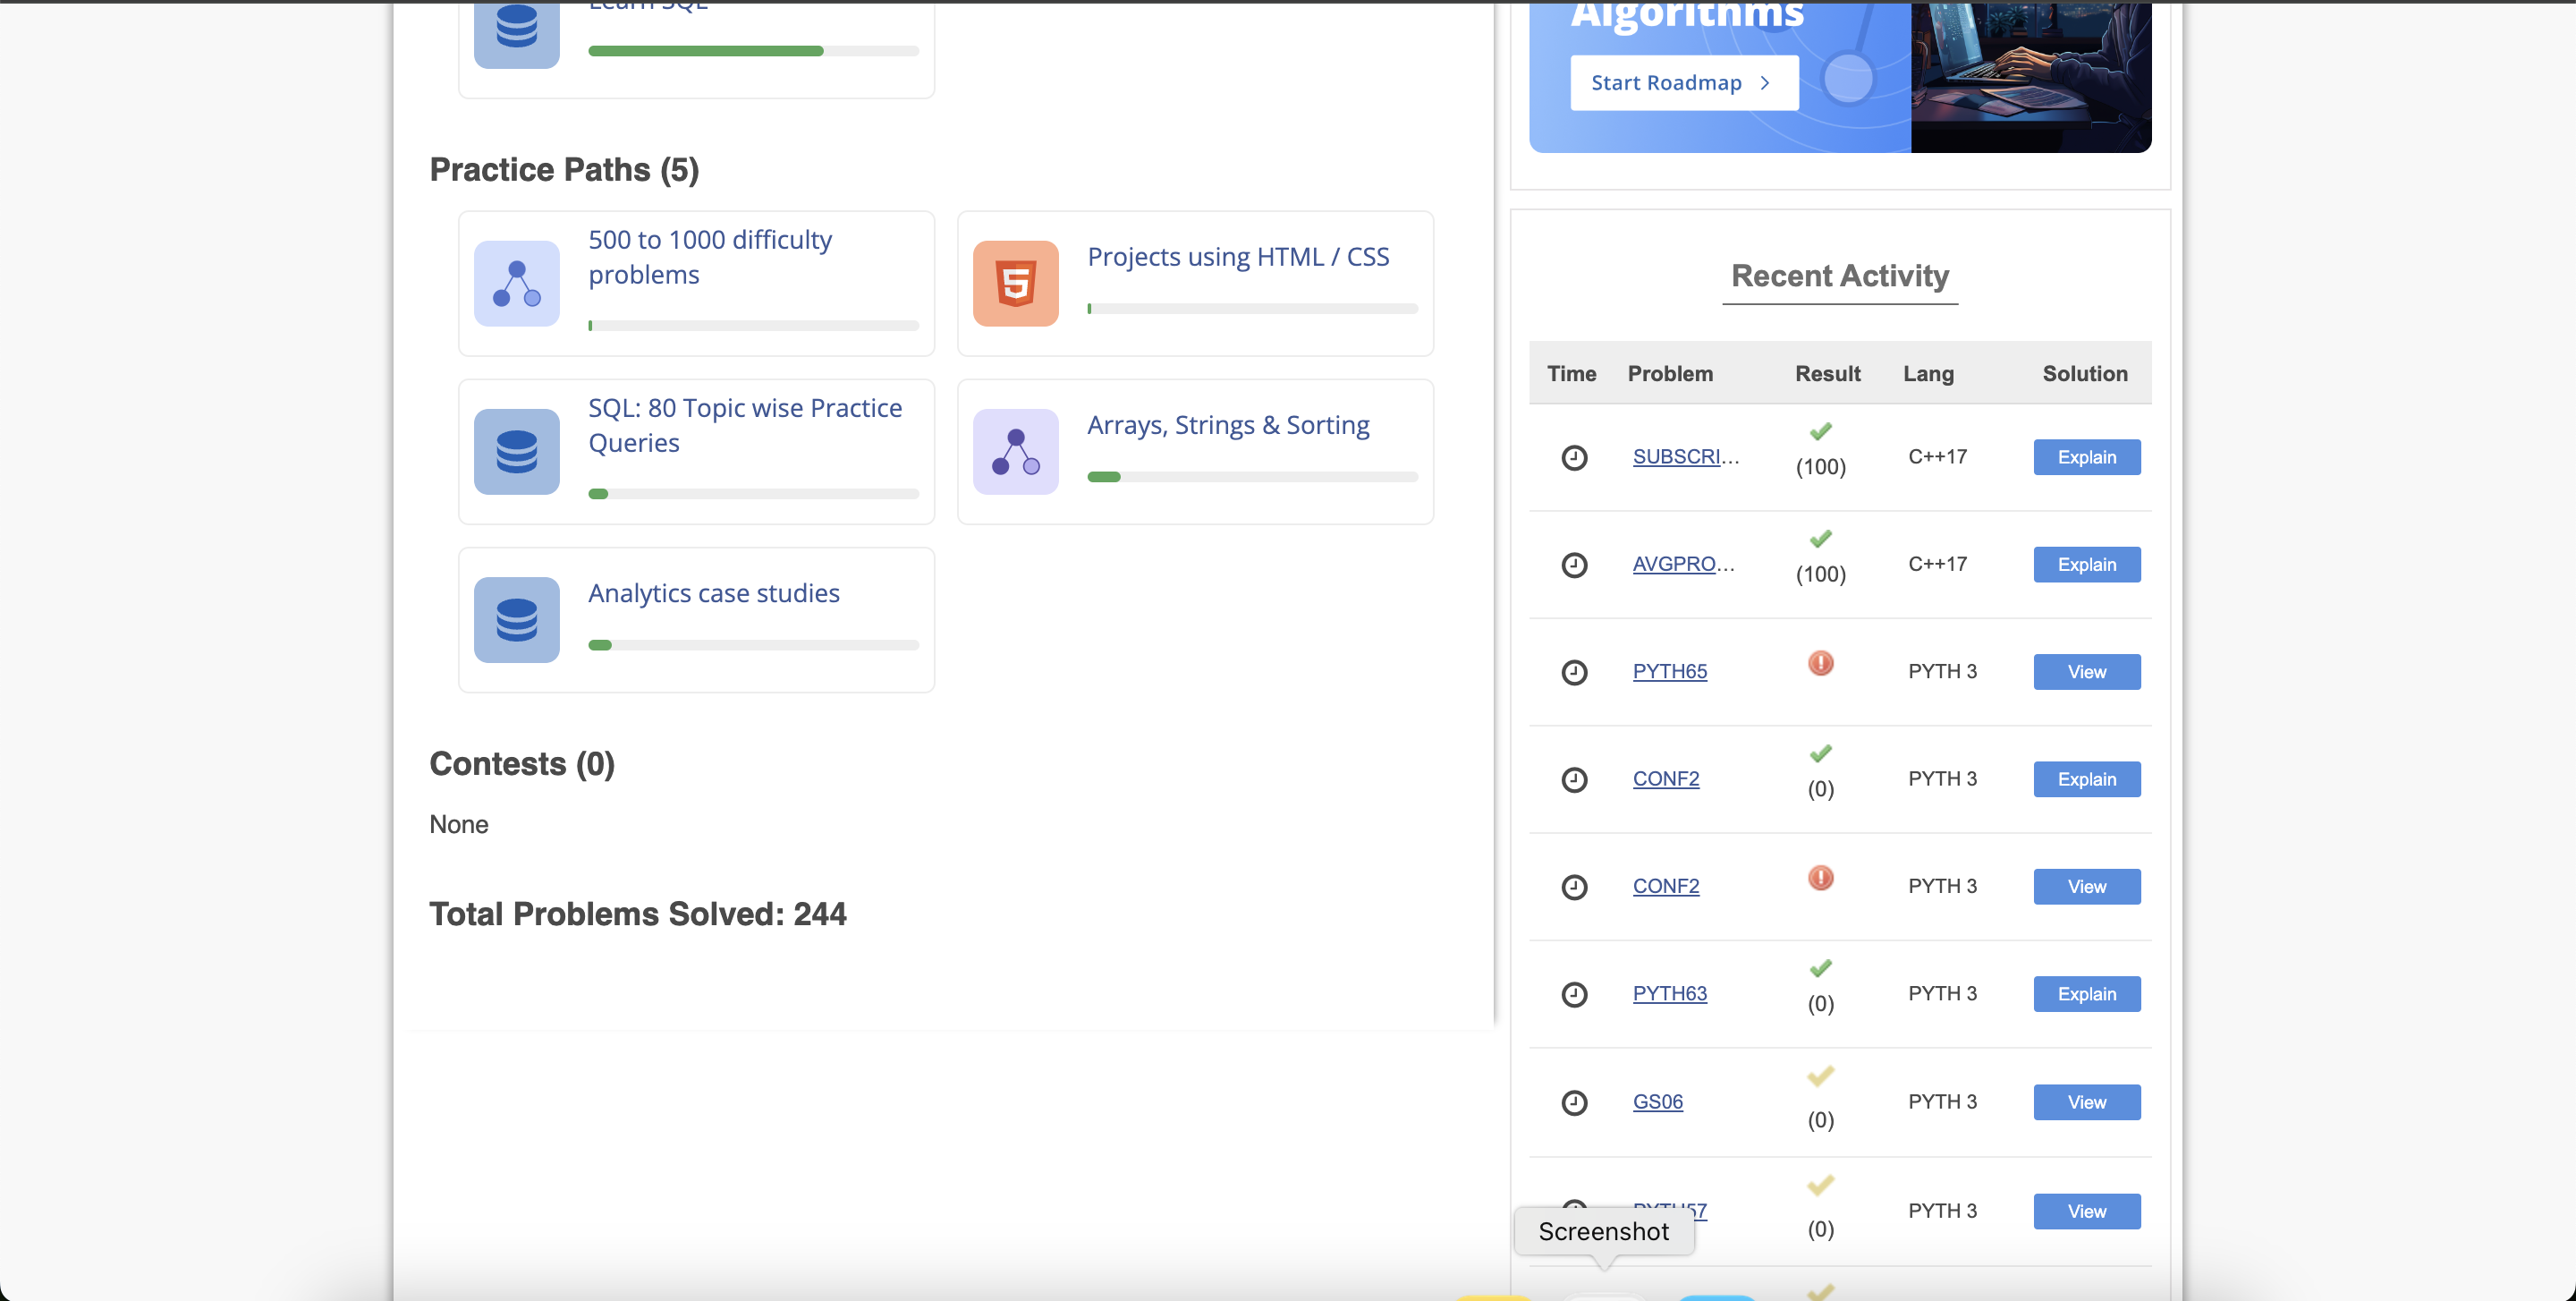 Learn SQL
Practice Paths (5)
500 to 1000 difficulty
problems
Projects using HTML / CSS
SQL: 80 Topic wise Practice
Queries
Arrays, Strings & Sorting
Analytics case studies
Contests (0)
None
Total Problems Solved: 244
Algorithms
Start Roadmap
Recent Activity
Time Problem Result Lang Solution
SUBSCRI... (100) C++17 Explain
AVGPRO... (100) C++17 Explain
PYTH65 PYTH 3 View
CONF2 (0) PYTH 3 Explain
CONF2 PYTH 3 View
PYTH63 (0) PYTH 3 Explain
GS06 (0) PYTH 3 View
PYTH57 (0) PYTH 3 View
Screenshot